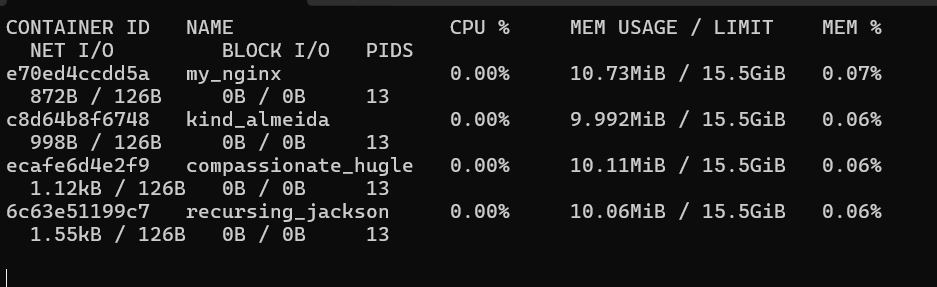 CONTAINER ID   NAME                  CPU %     MEM USAGE / LIMIT    MEM %
  NET I/O         BLOCK I/O   PIDS
e70ed4ccdd5a   my_nginx              0.00%     10.73MiB / 15.5GiB   0.07%
  872B / 126B     0B / 0B     13
c8d64b8f6748   kind_almeida          0.00%     9.992MiB / 15.5GiB   0.06%
  998B / 126B     0B / 0B     13
ecafe6d4e2f9   compassionate_hugle   0.00%     10.11MiB / 15.5GiB   0.06%
  1.12kB / 126B   0B / 0B     13
6c63e51199c7   recursing_jackson     0.00%     10.06MiB / 15.5GiB   0.06%
  1.55kB / 126B   0B / 0B     13